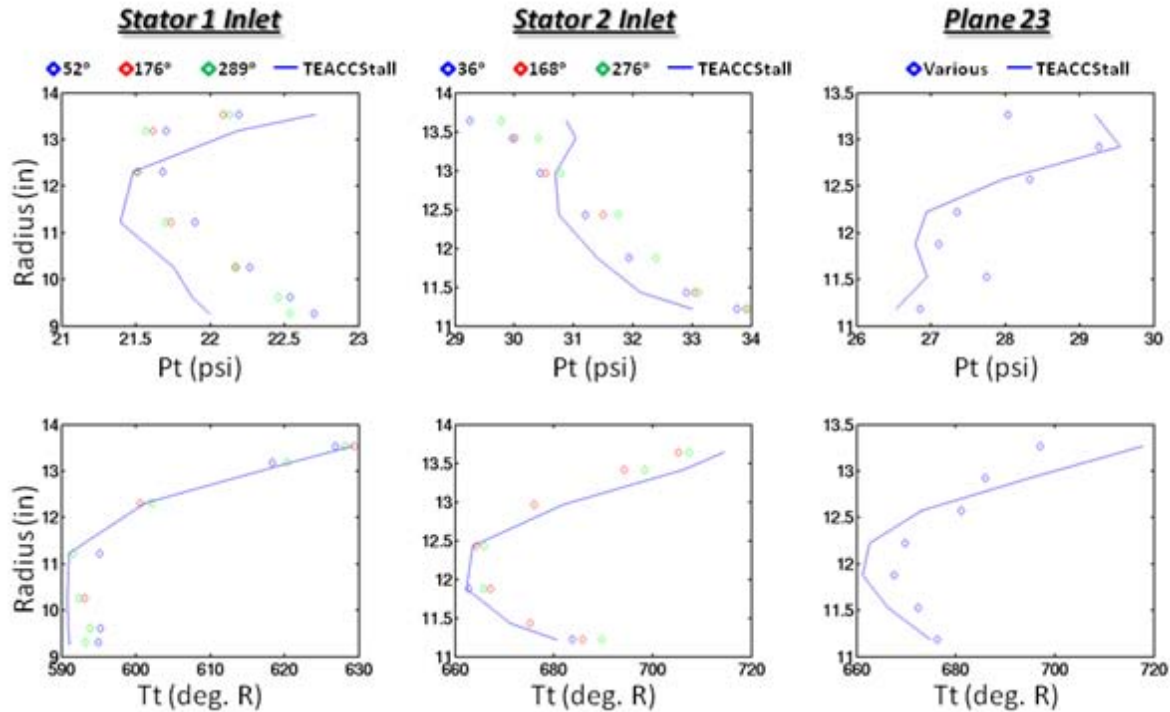 Stator 1 Inlet
Stator 2 Inlet
Plane 23
52° 176° 289° TEACCStall
36° 168° 276° TEACCStall
Various TEACCStall
Radius (in)
14
13
12
11
10
9
21 21.5 22 22.5 23
Pt (psi)
14
13.5
13
12.5
12
11.5
11
29 30 31 32 33 34
Pt (psi)
13.5
13
12.5
12
11.5
11
26 27 28 29 30
Pt (psi)
Radius (in)
14
13
12
11
10
9
590 600 610 620 630
Tt (deg. R)
14
13.5
13
12.5
12
11.5
11
660 680 700 720
Tt (deg. R)
13.5
13
12.5
12
11.5
11
660 680 700 720
Tt (deg. R)